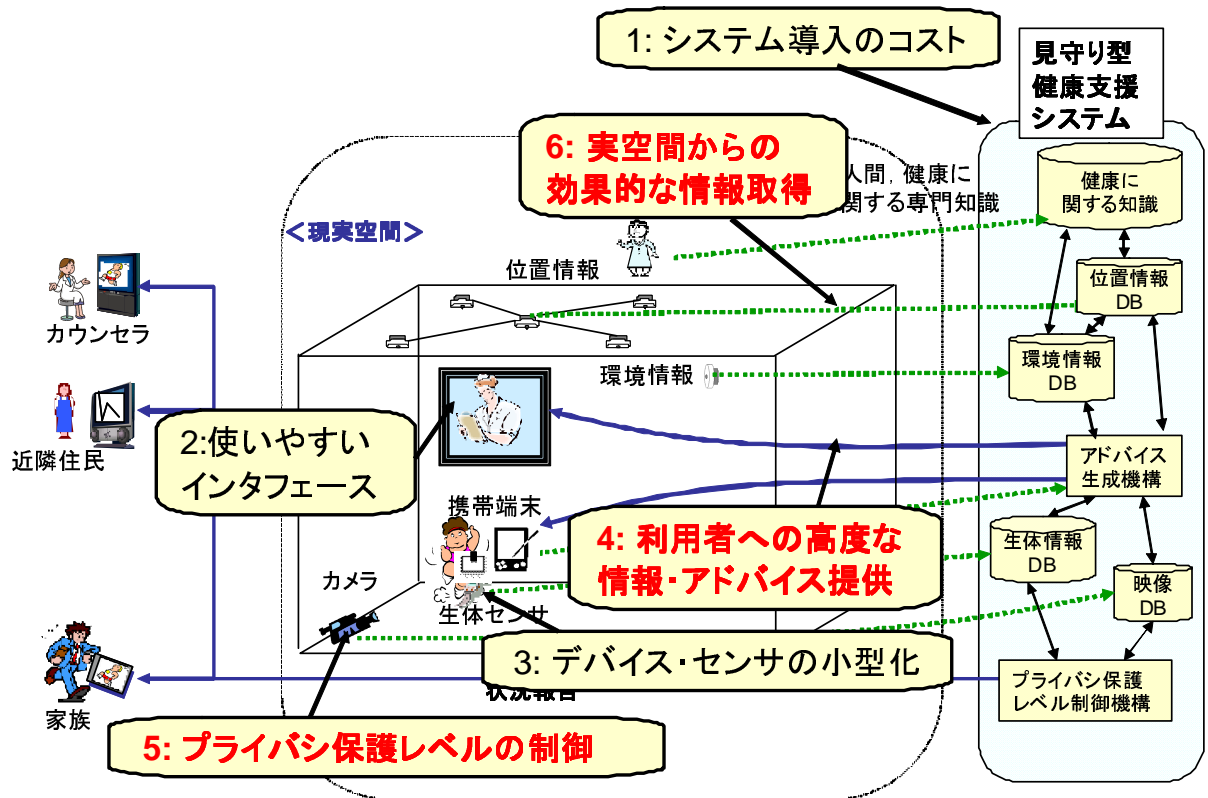 1: システム導入のコスト
見守り型
健康支援
システム
6: 実空間からの
効果的な情報取得
人間，健康に
関する専門知識
健康に
関する知識
＜現実空間＞
位置情報
位置情報
DB
カウンセラ
環境情報
環境情報
DB
近隣住民
2:使いやすい
インタフェース
アドバイス
生成機構
携帯端末
4: 利用者への高度な
情報・アドバイス提供
生体情報
DB
カメラ
生体センサ
映像
DB
3: デバイス・センサの小型化
プライバシ保護
レベル制御機構
状況報告
家族
5: プライバシ保護レベルの制御